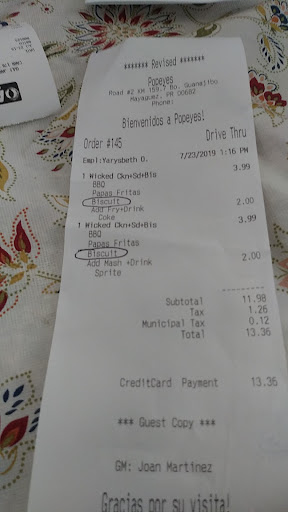 ******* Revised *******
Popeyes
Road #2 KM 159.7 Bo. Guanajibo
Mayaguez, PR 00682
Phone:
Bienvenidos a Popeyes!
Order #145 Drive Thru
Empl:Yarysbeth O. 7/23/2019 1:16 PM
1 Wicked Ckn+Sd+Bis 3.99
BBQ
Papas Fritas
Biscuit
Add Fry+Drink 2.00
Coke
1 Wicked Ckn+Sd+Bis 3.99
BBQ
Papas Fritas
Biscuit
Add Mash +Drink 2.00
Sprite
--------
Subtotal 11.98
Tax 1.26
Municipal Tax 0.12
Total 13.36
CreditCard Payment 13.36
*** Guest Copy ***
GM: Joan Martinez
Gracias por su visita!